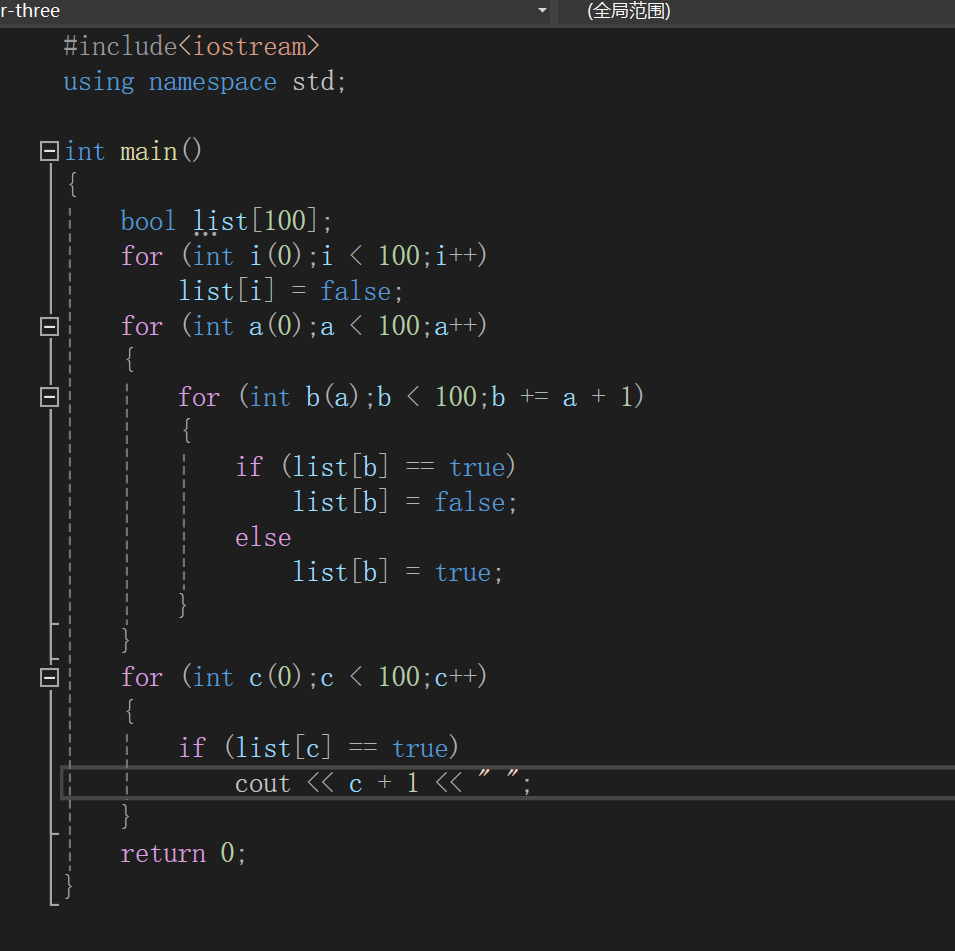 r-three (全局范围)
#include<iostream>
using namespace std;
int main()
{
bool list[100];
for (int i(0);i < 100;i++)
list[i] = false;
for (int a(0);a < 100;a++)
{
for (int b(a);b < 100;b += a + 1)
{
if (list[b] == true)
list[b] = false;
else
list[b] = true;
}
}
for (int c(0);c < 100;c++)
{
if (list[c] == true)
cout << c + 1 << " ";
}
return 0;
}